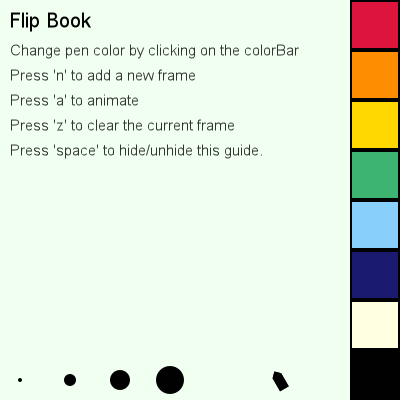 Flip Book
Change pen color by clicking on the colorBar
Press 'n' to add a new frame
Press 'a' to animate
Press 'z' to clear the current frame
Press 'space' to hide/unhide this guide.